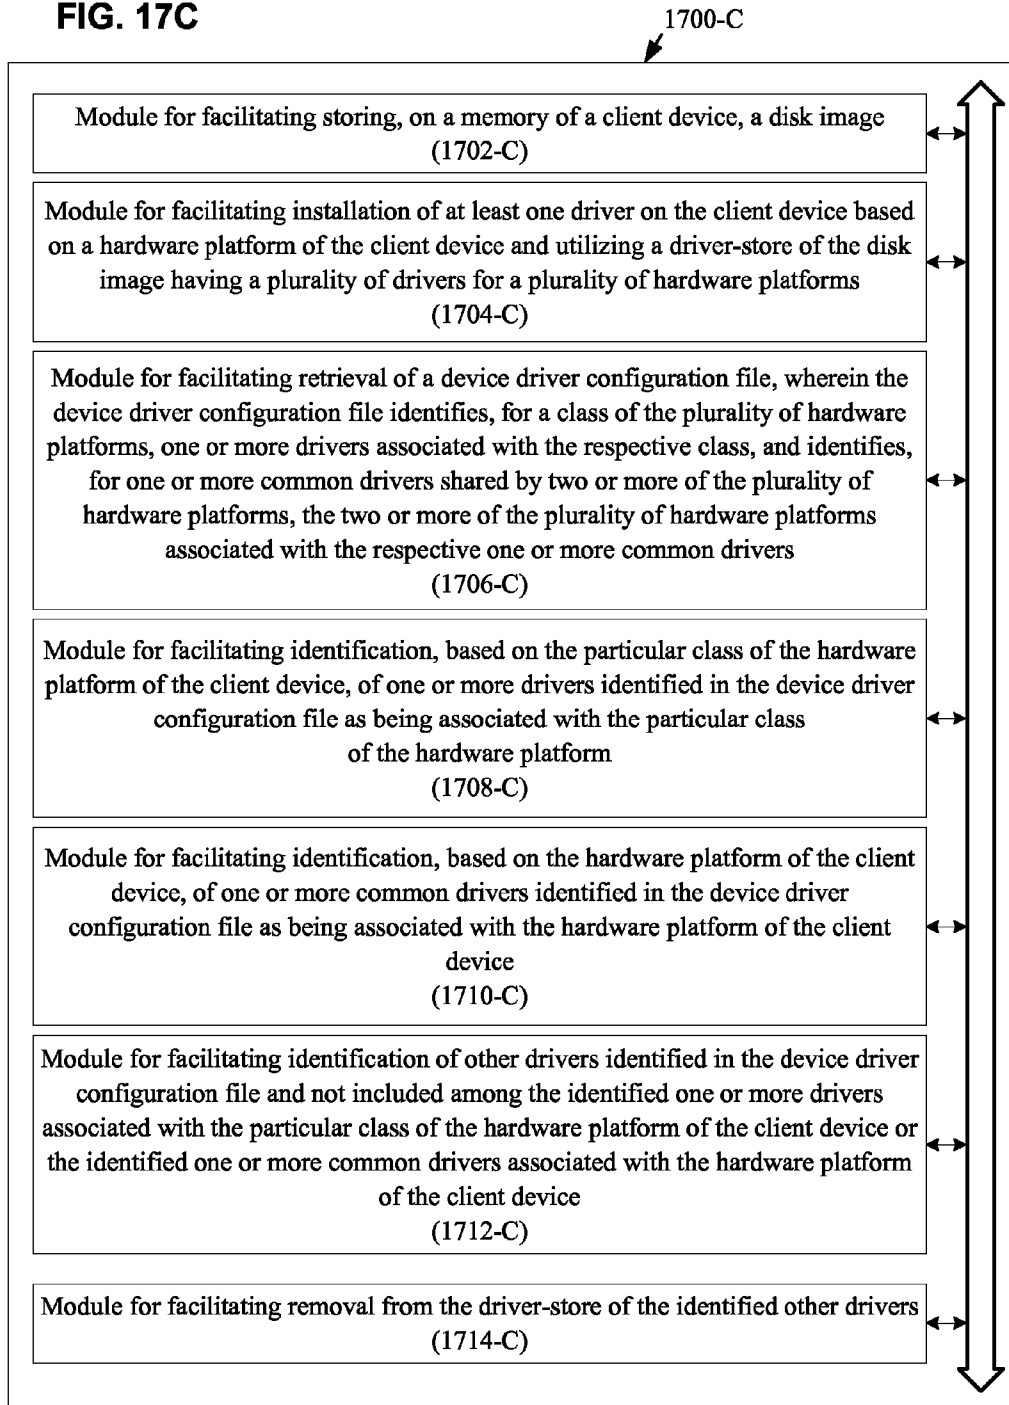 FIG. 17C
1700-C
Module for facilitating storing, on a memory of a client device, a disk image
(1702-C)
Module for facilitating installation of at least one driver on the client device based
on a hardware platform of the client device and utilizing a driver-store of the disk
image having a plurality of drivers for a plurality of hardware platforms
(1704-C)
Module for facilitating retrieval of a device driver configuration file, wherein the
device driver configuration file identifies, for a class of the plurality of hardware
platforms, one or more drivers associated with the respective class, and identifies,
for one or more common drivers shared by two or more of the plurality of
hardware platforms, the two or more of the plurality of hardware platforms
associated with the respective one or more common drivers
(1706-C)
Module for facilitating identification, based on the particular class of the hardware
platform of the client device, of one or more drivers identified in the device driver
configuration file as being associated with the particular class
of the hardware platform
(1708-C)
Module for facilitating identification, based on the hardware platform of the client
device, of one or more common drivers identified in the device driver
configuration file as being associated with the hardware platform of the client
device
(1710-C)
Module for facilitating identification of other drivers identified in the device driver
configuration file and not included among the identified one or more drivers
associated with the particular class of the hardware platform of the client device or
the identified one or more common drivers associated with the hardware platform
of the client device
(1712-C)
Module for facilitating removal from the driver-store of the identified other drivers
(1714-C)